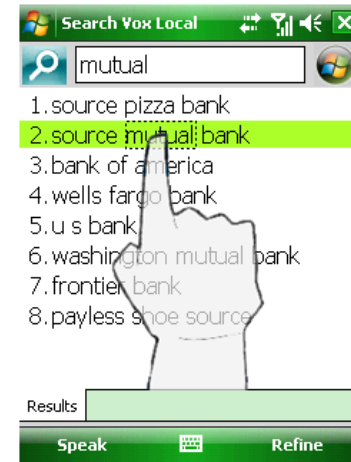 Search Vox Local
mutual
1. source pizza bank
2. source mutual bank
3. bank of america
4. wells fargo bank
5. u s bank
6. washington mutual bank
7. frontier bank
8. payless shoe source
Results
Speak Refine